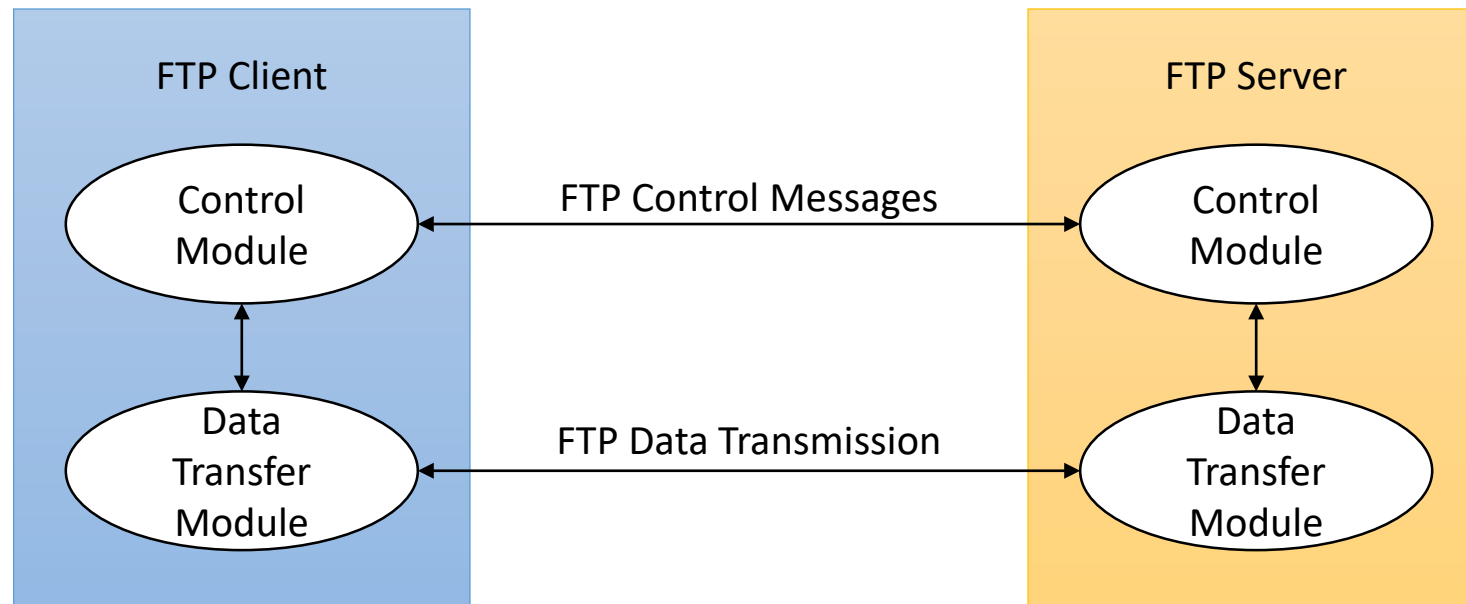 FTP Client
FTP Server
Control
Module
FTP Control Messages
Control
Module
Data
Transfer
Module
FTP Data Transmission
Data
Transfer
Module